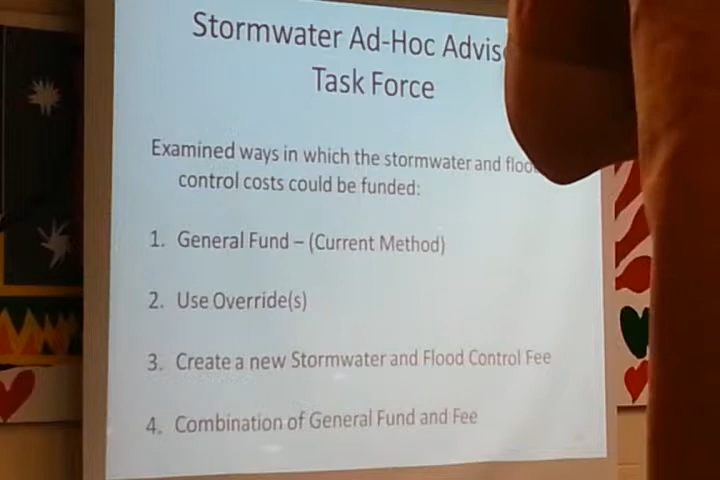 Stormwater Ad-Hoc
Task Force
Examined ways in which the stormwater and
control costs could be funded:
1. General Fund – (Current Method)
2. Use Override(s)
3. Create a new Stormwater and Flood Control Fee
4. Combination of General Fund and Fee